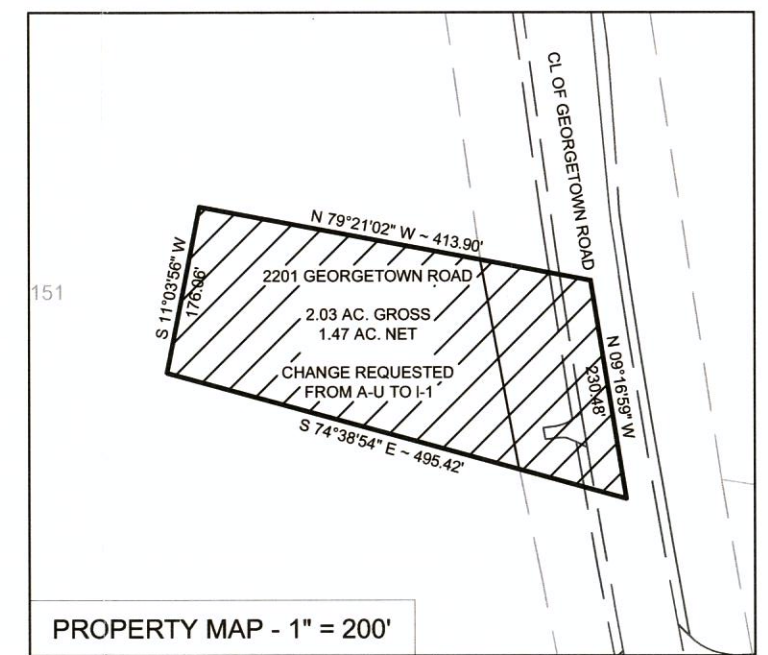 CL OF GEORGETOWN ROAD
N 79°21'02" W ~ 413.90'
S 11°03'56" W
176.06'
151
2201 GEORGETOWN ROAD
2.03 AC. GROSS
1.47 AC. NET
CHANGE REQUESTED
FROM A-U TO I-1
N 09°16'59" W
230.48'
S 74°38'54" E ~ 495.42'
PROPERTY MAP - 1" = 200'